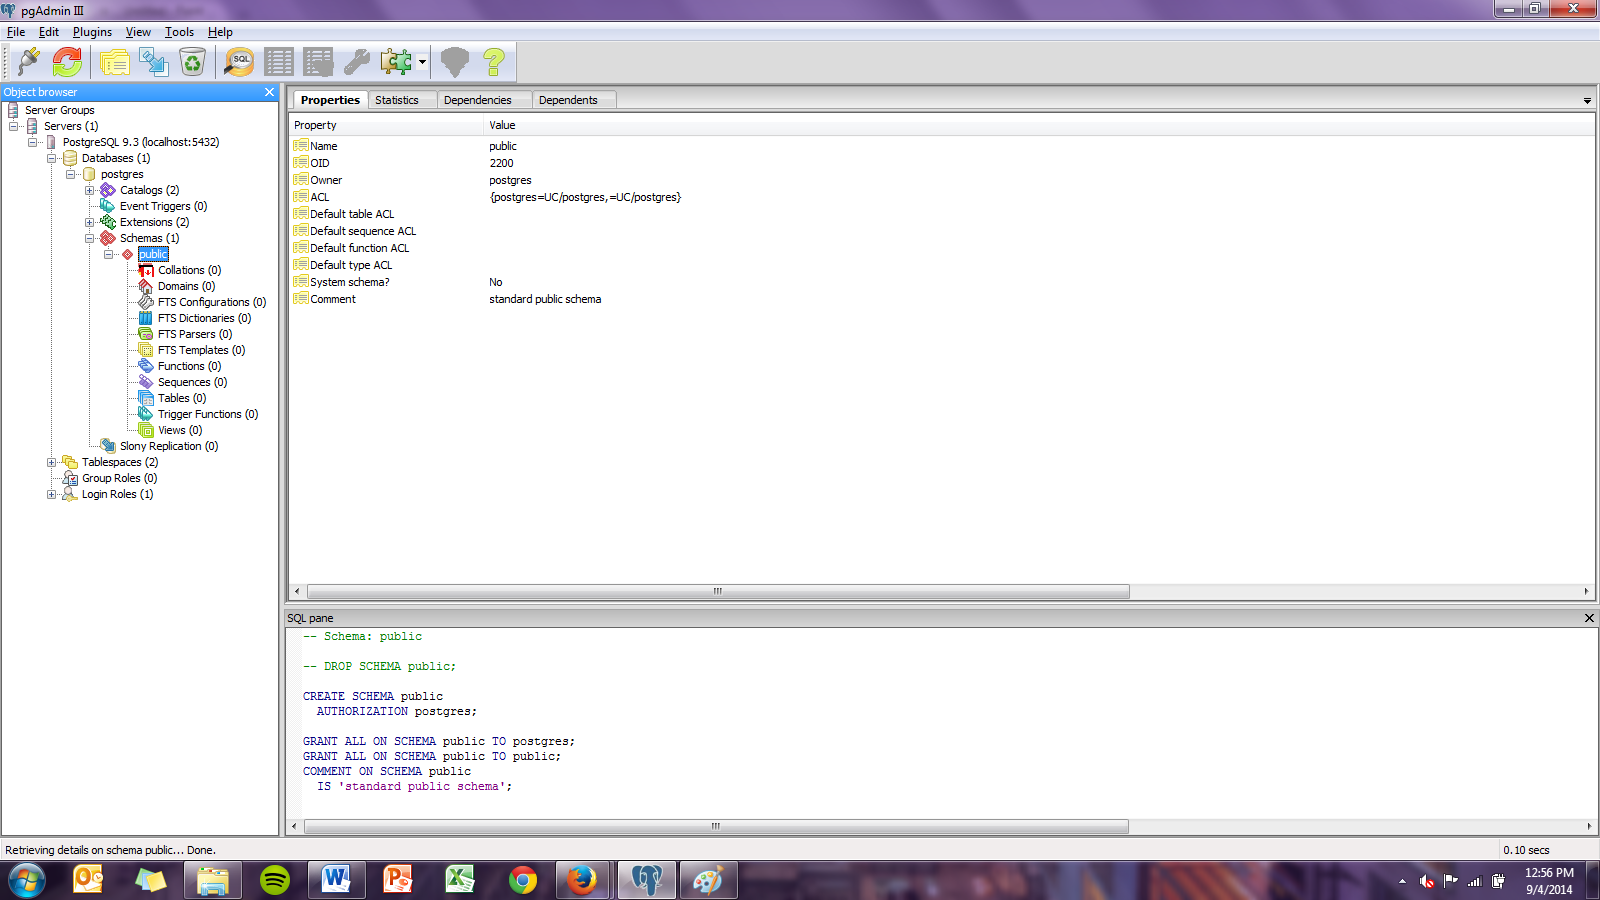 pgAdmin III
File Edit Plugins View Tools Help
SQL
Object browser
Server Groups
Servers (1)
PostgreSQL 9.3 (localhost:5432)
Databases (1)
postgres
Catalogs (2)
Event Triggers (0)
Extensions (2)
Schemas (1)
public
Collations (0)
Domains (0)
FTS Configurations (0)
FTS Dictionaries (0)
FTS Parsers (0)
FTS Templates (0)
Functions (0)
Sequences (0)
Tables (0)
Trigger Functions (0)
Views (0)
Slony Replication (0)
Tablespaces (2)
Group Roles (0)
Login Roles (1)
Properties Statistics Dependencies Dependents
Property Value
Name public
OID 2200
Owner postgres
ACL {postgres=UC/postgres,=UC/postgres}
Default table ACL
Default sequence ACL
Default function ACL
Default type ACL
System schema? No
Comment standard public schema
SQL pane
-- Schema: public
-- DROP SCHEMA public;
CREATE SCHEMA public
AUTHORIZATION postgres;
GRANT ALL ON SCHEMA public TO postgres;
GRANT ALL ON SCHEMA public TO public;
COMMENT ON SCHEMA public
IS 'standard public schema';
Retrieving details on schema public... Done.
0.10 secs
12:56 PM
9/4/2014